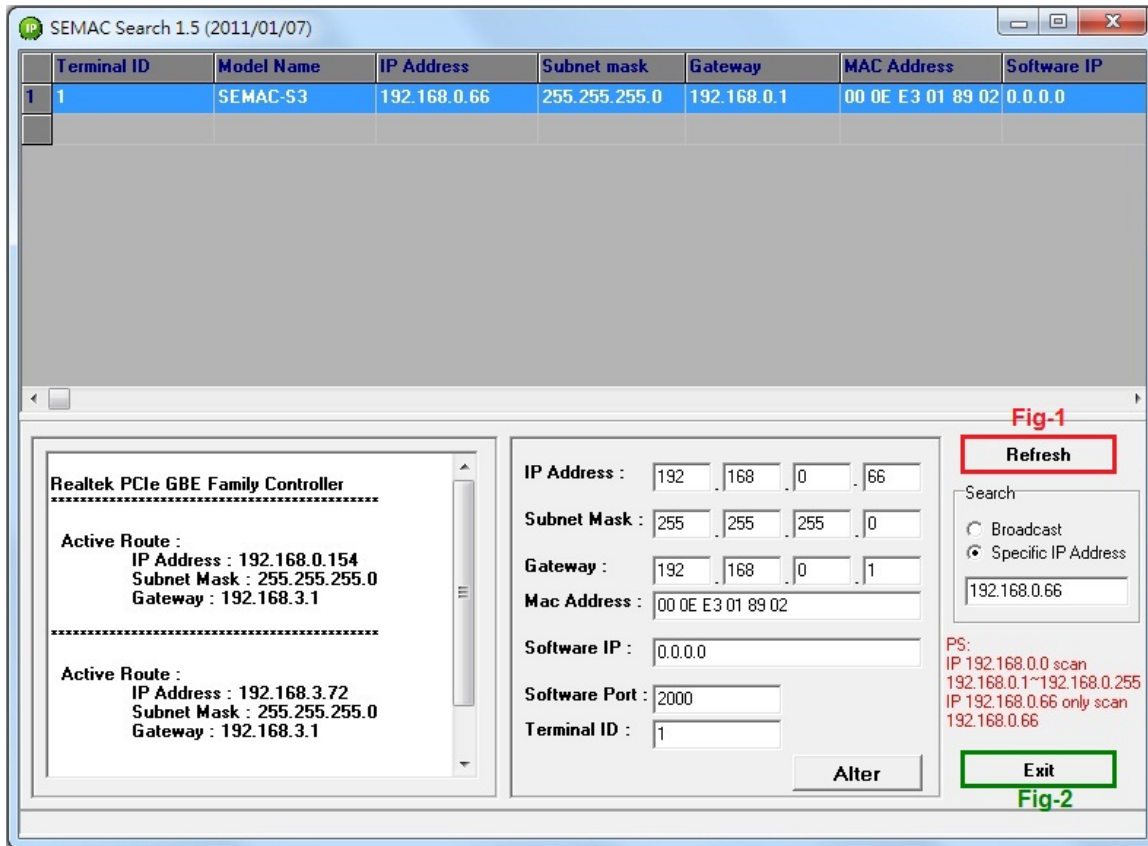 IP SEMAC Search 1.5 (2011/01/07)
Terminal ID Model Name IP Address Subnet mask Gateway MAC Address Software IP
1 1 SEMAC-S3 192.168.0.66 255.255.255.0 192.168.0.1 00 0E E3 01 89 02 0.0.0.0
Realtek PCIe GBE Family Controller
*******************************************
Active Route :
IP Address : 192.168.0.154
Subnet Mask : 255.255.255.0
Gateway : 192.168.3.1
*******************************************
Active Route :
IP Address : 192.168.3.72
Subnet Mask : 255.255.255.0
Gateway : 192.168.3.1
IP Address : 192 . 168 . 0 . 66
Subnet Mask : 255 . 255 . 255 . 0
Gateway : 192 . 168 . 0 . 1
Mac Address : 00 0E E3 01 89 02
Software IP : 0.0.0.0
Software Port : 2000
Terminal ID : 1
Alter
Fig-1
Refresh
Search
Broadcast
Specific IP Address
192.168.0.66
PS:
IP 192.168.0.0 scan
192.168.0.1~192.168.0.255
IP 192.168.0.66 only scan
192.168.0.66
Exit
Fig-2